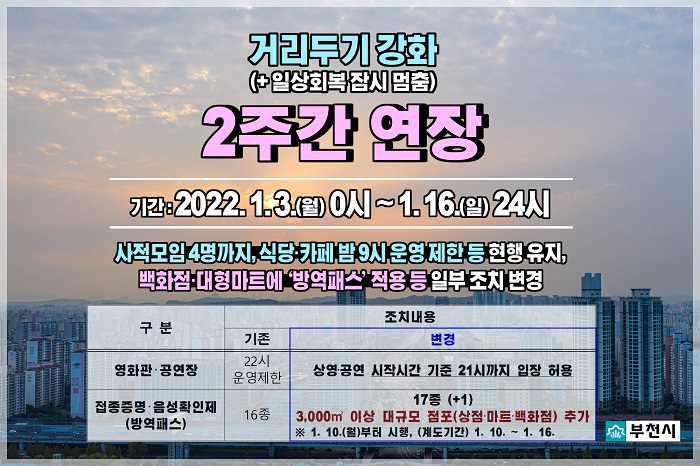 거리두기 강화
(+일상회복 잠시 멈춤)
2주간 연장
기간 : 2022. 1. 3.(월) 0시 ~ 1. 16.(일) 24시
사적모임 4명까지, 식당·카페 밤 9시 운영 제한 등 현행 유지,
백화점·대형마트에 '방역패스' 적용 등 일부 조치 변경
구 분
조치내용
기존
변경
영화관·공연장
22시
운영제한
상영·공연 시작시간 기준 21시까지 입장 허용
접종증명·음성확인제
(방역패스)
16종
17종 (+1)
3,000㎡ 이상 대규모 점포(상점·마트·백화점) 추가
※ 1. 10.(월)부터 시행, (계도기간) 1. 10. ~ 1. 16.
부천시